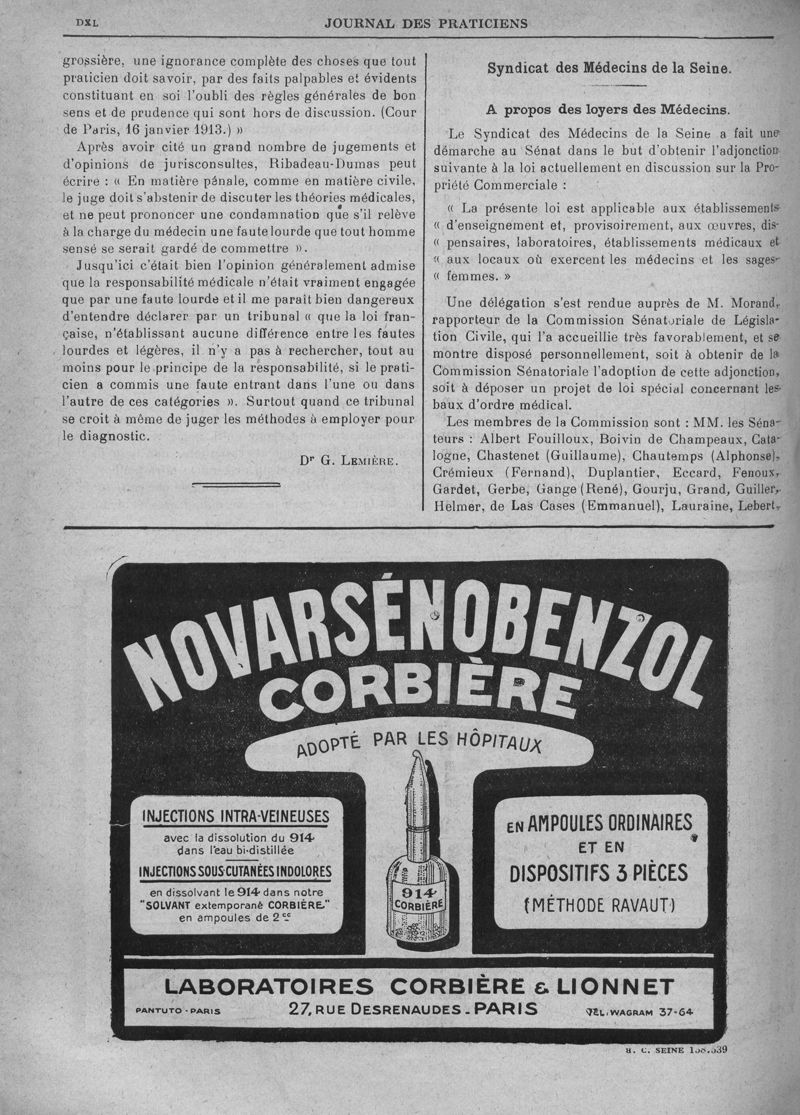 DXL
JOURNAL DES PRATICIENS
grossière, une ignorance complète des choses que tout
praticien doit savoir, par des faits palpables et évidents
constituant en soi l'oubli des règles générales de bon
sens et de prudence qui sont hors de discussion. (Cour
de Paris, 16 janvier 1913.) »
Après avoir cité un grand nombre de jugements et
d'opinions de jurisconsultes, Ribadeau-Dumas peut
écrire : « En matière pénale, comme en matière civile,
le juge doit s'abstenir de discuter les théories médicales,
et ne peut prononcer une condamnation que s'il relève
à la charge du médecin une faute lourde que tout homme
sensé se serait gardé de commettre ».
Jusqu'ici c'était bien l'opinion généralement admise
que la responsabilité médicale n'était vraiment engagée
que par une faute lourde et il me paraît bien dangereux
d'entendre déclarer par un tribunal « que la loi fran-
çaise, n'établissant aucune différence entre les fautes
lourdes et légères, il n'y a pas à rechercher, tout au
moins pour le principe de la responsabilité, si le prati-
cien a commis une faute entrant dans l'une ou dans
l'autre de ces catégories ». Surtout quand ce tribunal
se croit à même de juger les méthodes à employer pour
le diagnostic.
Dr G. LEMIÈRE.
Syndicat des Médecins de la Seine.
A propos des loyers des Médecins.
Le Syndicat des Médecins de la Seine a fait une
démarche au Sénat dans le but d'obtenir l'adjonction
suivante à la loi actuellement en discussion sur la Pro-
priété Commerciale :
« La présente loi est applicable aux établissements
« d'enseignement et, provisoirement, aux œuvres, dis-
« pensaires, laboratoires, établissements médicaux et
« aux locaux où exercent les médecins et les sages-
« femmes. »
Une délégation s'est rendue auprès de M. Morand,
rapporteur de la Commission Sénatoriale de Législa-
tion Civile, qui l'a accueillie très favorablement, et se
montre disposé personnellement, soit à obtenir de la
Commission Sénatoriale l'adoption de cette adjonction,
soit à déposer un projet de loi spécial concernant les
baux d'ordre médical.
Les membres de la Commission sont : MM. les Séna-
teurs : Albert Fouilloux, Boivin de Champeaux, Cata-
logne, Chastenet (Guillaume), Chautemps (Alphonse),
Crémieux (Fernand), Duplantier, Eccard, Fenoux,
Gardet, Gerbe, Gange (René), Gourju, Grand, Guiller,
Helmer, de Las Cases (Emmanuel), Lauraine, Lebert,
NOVARSÉNOBENZOL
CORBIÈRE
ADOPTÉ PAR LES HÔPITAUX
INJECTIONS INTRA-VEINEUSES
avec la dissolution du 914
dans l'eau bi-distillée
INJECTIONS SOUS-CUTANÉES INDOLORES
en dissolvant le 914 dans notre
"SOLVANT extemporané CORBIÈRE"
en ampoules de 2cc
914
CORBIÈRE
EN AMPOULES ORDINAIRES
ET EN
DISPOSITIFS 3 PIÈCES
(MÉTHODE RAVAUT)
LABORATOIRES CORBIÈRE & LIONNET
PANTUTO - PARIS
27, RUE DESRENAUDES - PARIS
TÉL. WAGRAM 37-64
R. C. SEINE